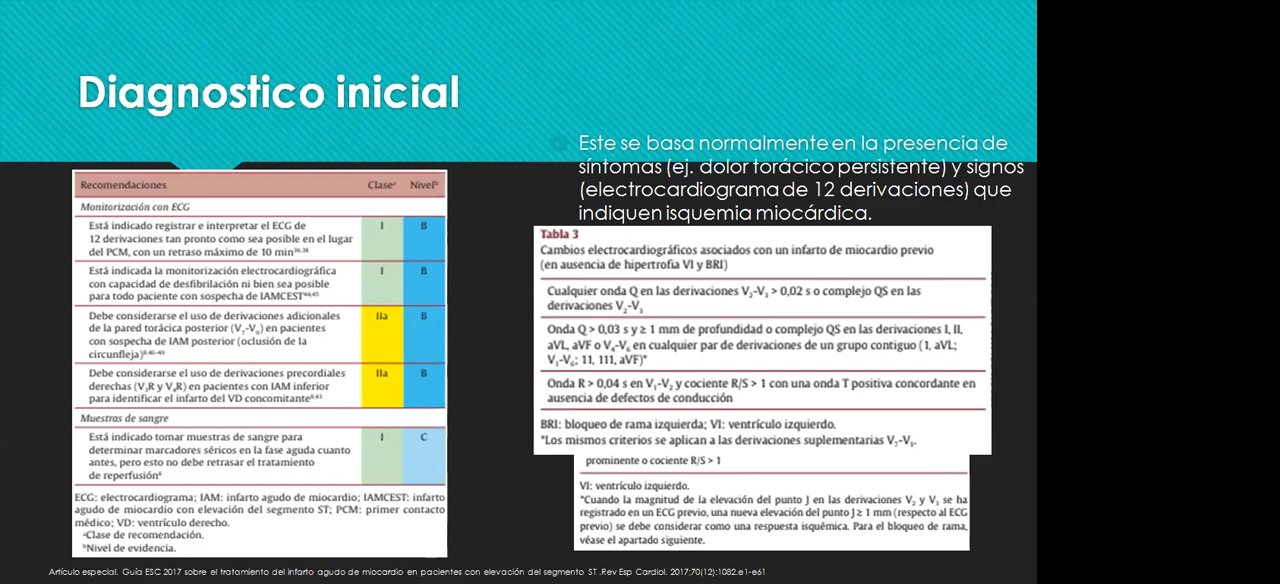 Diagnostico inicial
Este se basa normalmente en la presencia de
síntomas (ej. dolor torácico persistente) y signos
(electrocardiograma de 12 derivaciones) que
indiquen isquemia miocárdica.
Recomendaciones Claseᵃ Nivelᵇ
Monitorización con ECG
Está indicado registrar e interpretar el ECG de I B
12 derivaciones tan pronto como sea posible en el lugar
del PCM, con un retraso máximo de 10 min³⁶,³⁸
Está indicada la monitorización electrocardiográfica I B
con capacidad de desfibrilación ni bien sea posible
para todo paciente con sospecha de IAMCEST⁴⁴,⁴⁵
Debe considerarse el uso de derivaciones adicionales IIa B
de la pared torácica posterior (V₇-V₉) en pacientes
con sospecha de IAM posterior (oclusión de la
circunfleja)
Debe considerarse el uso de derivaciones precordiales IIa B
derechas (V₃R y V₄R) en pacientes con IAM inferior
para identificar el infarto del VD concomitante⁸,⁴³
Muestras de sangre
Está indicado tomar muestras de sangre para I C
determinar marcadores séricos en la fase aguda cuanto
antes, pero esto no debe retrasar el tratamiento
de reperfusión⁸
ECG: electrocardiograma; IAM: infarto agudo de miocardio; IAMCEST: infarto
agudo de miocardio con elevación del segmento ST; PCM: primer contacto
médico; VD: ventrículo derecho.
ᵃClase de recomendación.
ᵇNivel de evidencia.
Tabla 3
Cambios electrocardiográficos asociados con un infarto de miocardio previo
(en ausencia de hipertrofia VI y BRI)
Cualquier onda Q en las derivaciones V₂-V₃ > 0,02 s o complejo QS en las
derivaciones V₂-V₃
Onda Q > 0,03 s y ≥ 1 mm de profundidad o complejo QS en las derivaciones I, II,
aVL, aVF o V₄-V₆ en cualquier par de derivaciones de un grupo contiguo (1, aVL;
V₁-V₆; 11, 111, aVF)*
Onda R > 0,04 s en V₁-V₂ y cociente R/S > 1 con una onda T positiva concordante en
ausencia de defectos de conducción
BRI: bloqueo de rama izquierda; VI: ventrículo izquierdo.
*Los mismos criterios se aplican a las derivaciones suplementarias V₇-V₉.
prominente o cociente R/S > 1
VI: ventrículo izquierdo.
*Cuando la magnitud de la elevación del punto J en las derivaciones V₂ y V₃ se ha
registrado en un ECG previo, una nueva elevación del punto J ≥ 1 mm (respecto al ECG
previo) se debe considerar como una respuesta isquémica. Para el bloqueo de rama,
véase el apartado siguiente.
Artículo especial. Guía ESC 2017 sobre el tratamiento del infarto agudo de miocardio en pacientes con elevación del segmento ST .Rev Esp Cardiol. 2017;70(12):1082.e1-e61